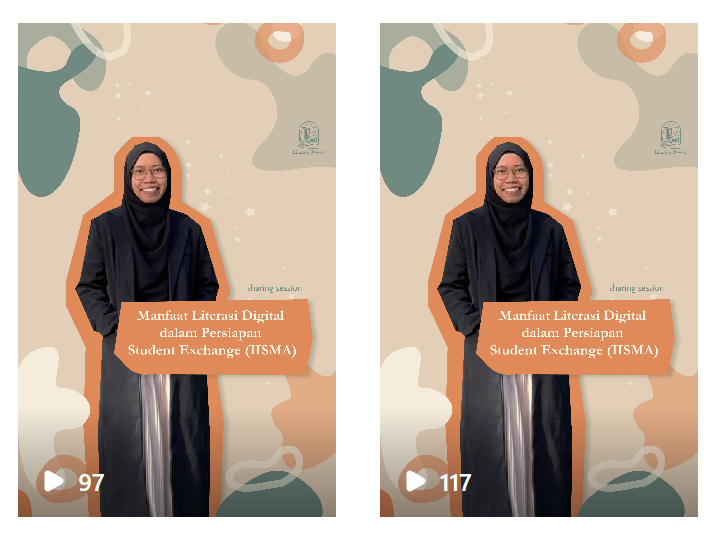 sharing session
Manfaat Literasi Digital
dalam Persiapan
Student Exchange (IISMA)
97
sharing session
Manfaat Literasi Digital
dalam Persiapan
Student Exchange (IISMA)
117